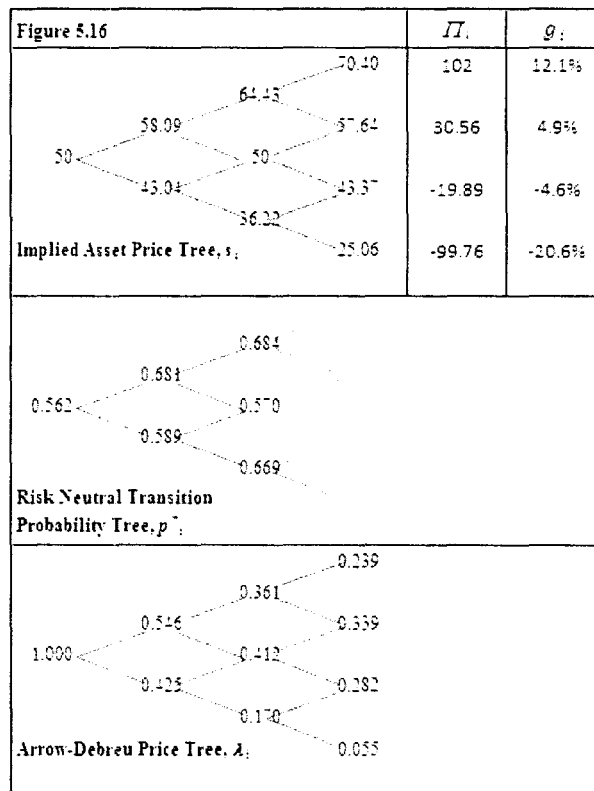 Figure 5.16 Π i g i
70.40 102 12.1%
64.43
58.09 57.64 30.56 4.9%
50 50
43.04 43.37 -19.89 -4.6%
36.22
Implied Asset Price Tree, s i 25.06 -99.76 -20.6%
0.684
0.681
0.562 0.570
0.589
0.669
Risk Neutral Transition
Probability Tree, p * i
0.239
0.361
0.546 0.339
1.000 0.412
0.425 0.282
0.170
Arrow-Debreu Price Tree, λ i 0.055